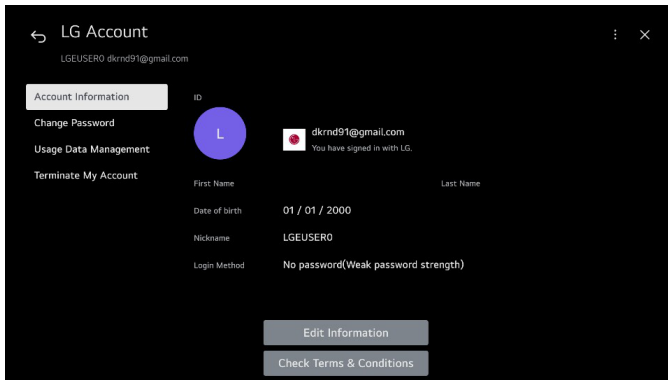 LG Account
LGEUSER0 dkrnd91@gmail.com
Account Information
Change Password
Usage Data Management
Terminate My Account
ID
L
dkrnd91@gmail.com
You have signed in with LG.
First Name
Last Name
Date of birth
01 / 01 / 2000
Nickname
LGEUSER0
Login Method
No password(Weak password strength)
Edit Information
Check Terms & Conditions